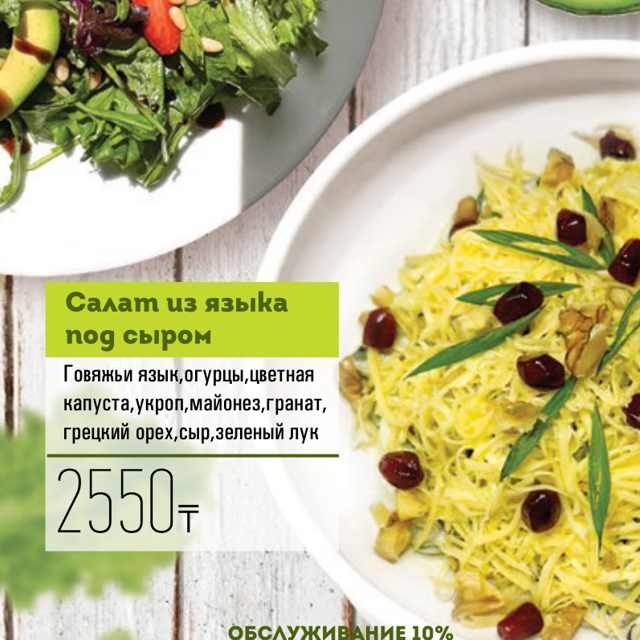 Салат из языка
под сыром
Говяжьи язык,огурцы,цветная
капуста,укроп,майонез,гранат,
грецкий орех,сыр,зеленый лук
2550₸
ОБСЛУЖИВАНИЕ 10%